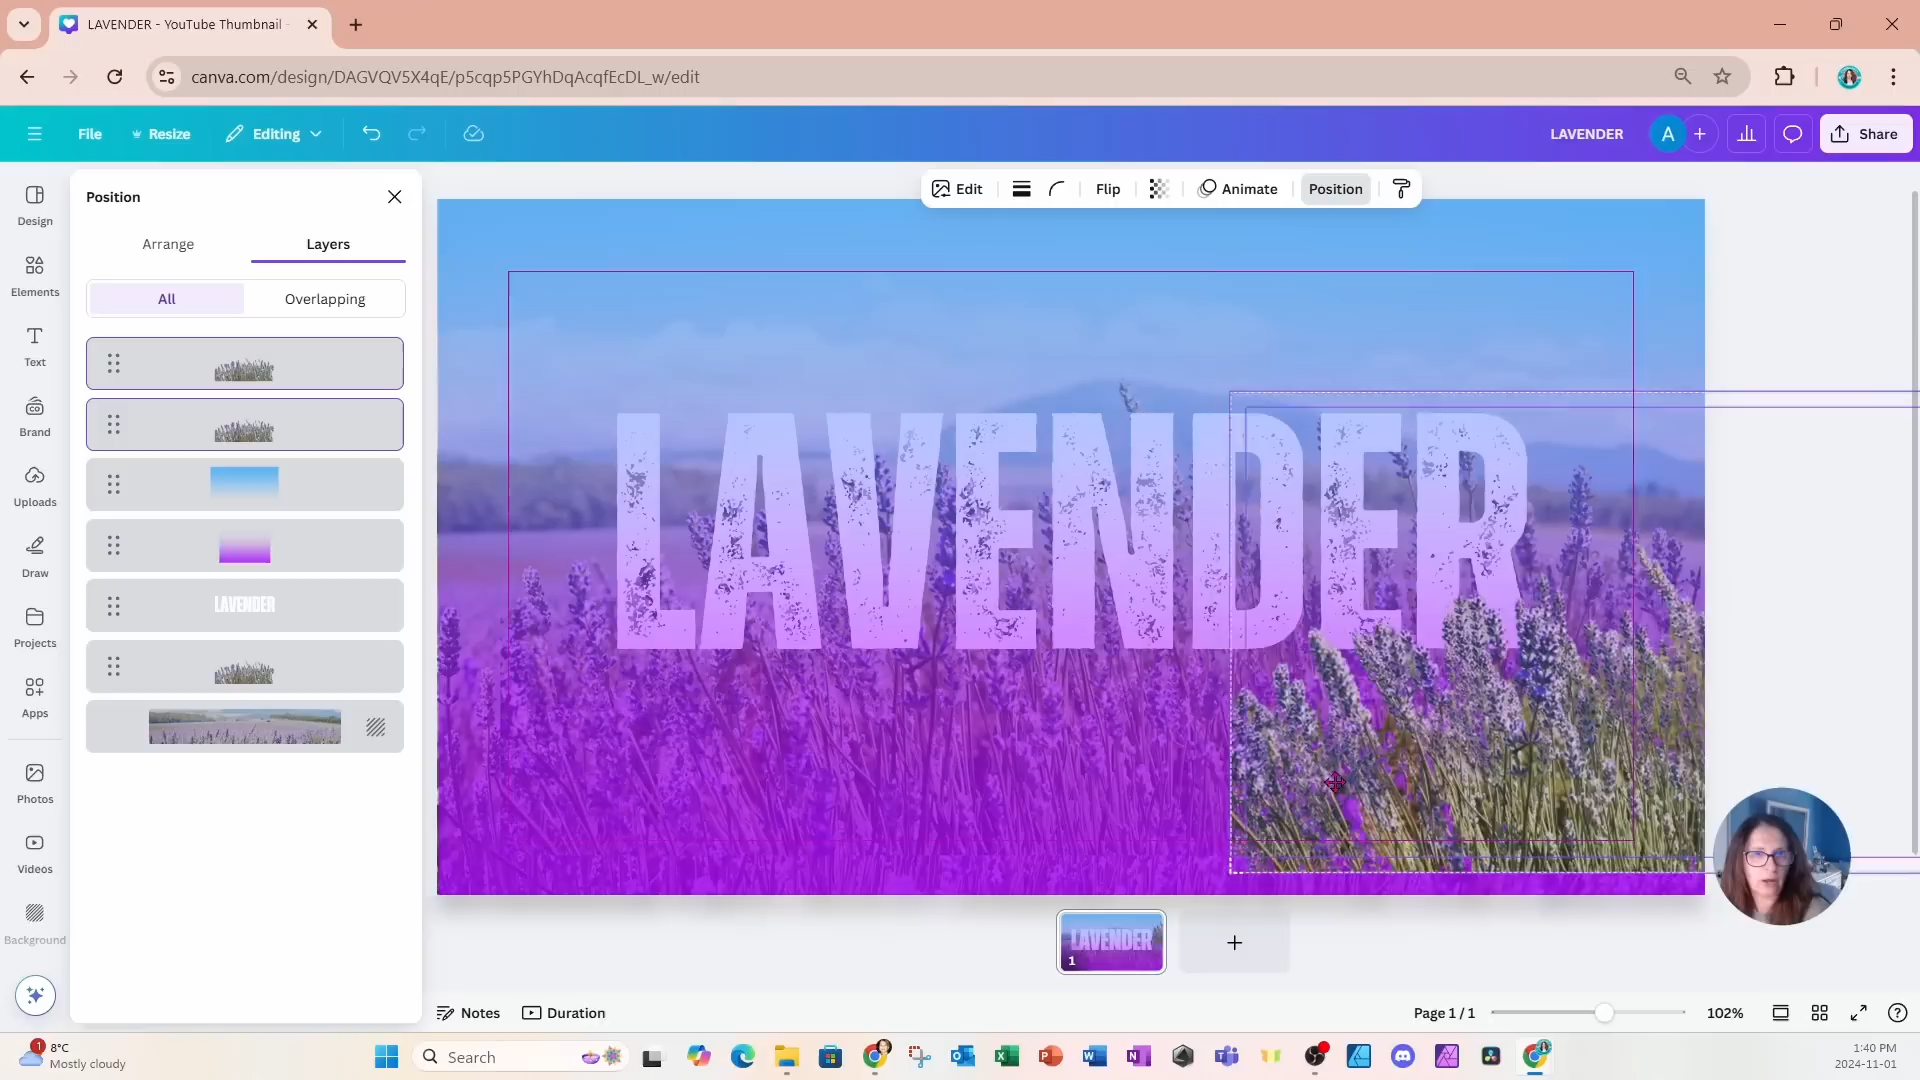 LAVENDER - YouTube Thumbnail
canva.com/design/DAGVQV5X4qE/p5cqp5PGYhDqAcqfEcDL_w/edit
File
Resize
Editing
LAVENDER
A
Share
Design
Elements
Text
Brand
Uploads
Draw
Projects
Apps
Photos
Videos
Background
Position
Arrange
Layers
All
Overlapping
LAVENDER
Edit
Flip
Animate
Position
LAVENDER
LAVENDER
1
Notes
Duration
Page 1 / 1
102%
1
8°C
Mostly cloudy
Search
1:40 PM
2024-11-01